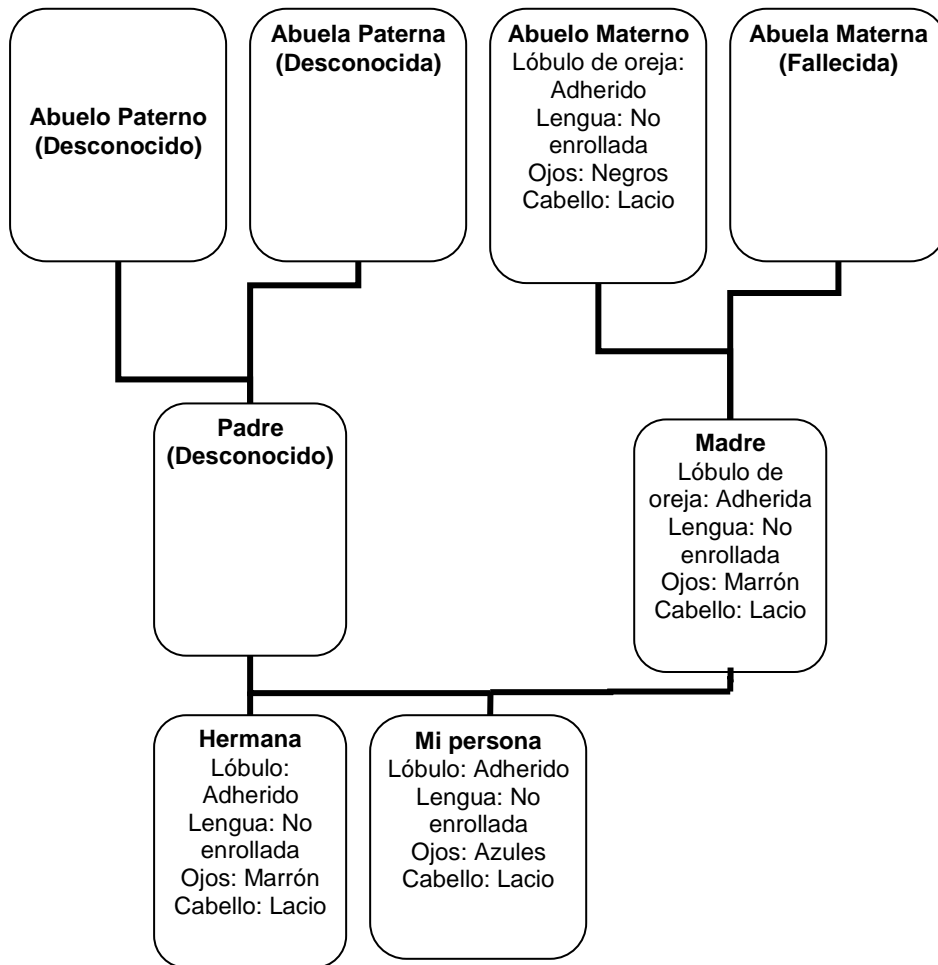 Abuelo Paterno
(Desconocido)
Abuela Paterna
(Desconocida)
Abuelo Materno
Lóbulo de oreja:
Adherido
Lengua: No
enrollada
Ojos: Negros
Cabello: Lacio
Abuela Materna
(Fallecida)
Padre
(Desconocido)
Madre
Lóbulo de
oreja: Adherida
Lengua: No
enrollada
Ojos: Marrón
Cabello: Lacio
Hermana
Lóbulo:
Adherido
Lengua: No
enrollada
Ojos: Marrón
Cabello: Lacio
Mi persona
Lóbulo: Adherido
Lengua: No
enrollada
Ojos: Azules
Cabello: Lacio